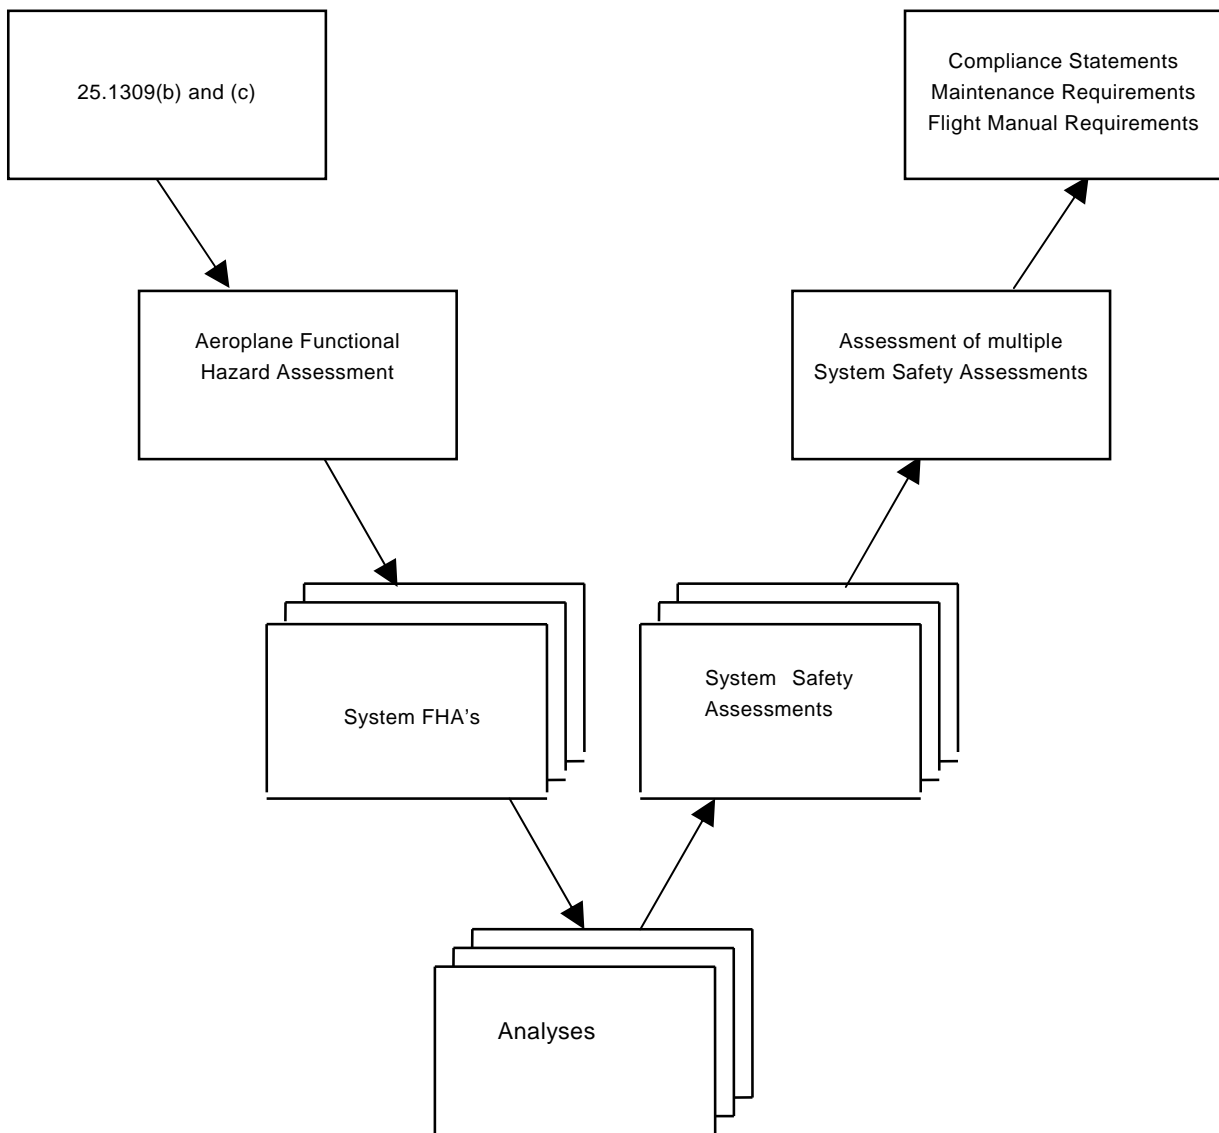 25.1309(b) and (c)
Compliance Statements
Maintenance Requirements
Flight Manual Requirements
Aeroplane Functional
Hazard Assessment
Assessment of multiple
System Safety Assessments
System FHA’s
System Safety
Assessments
Analyses